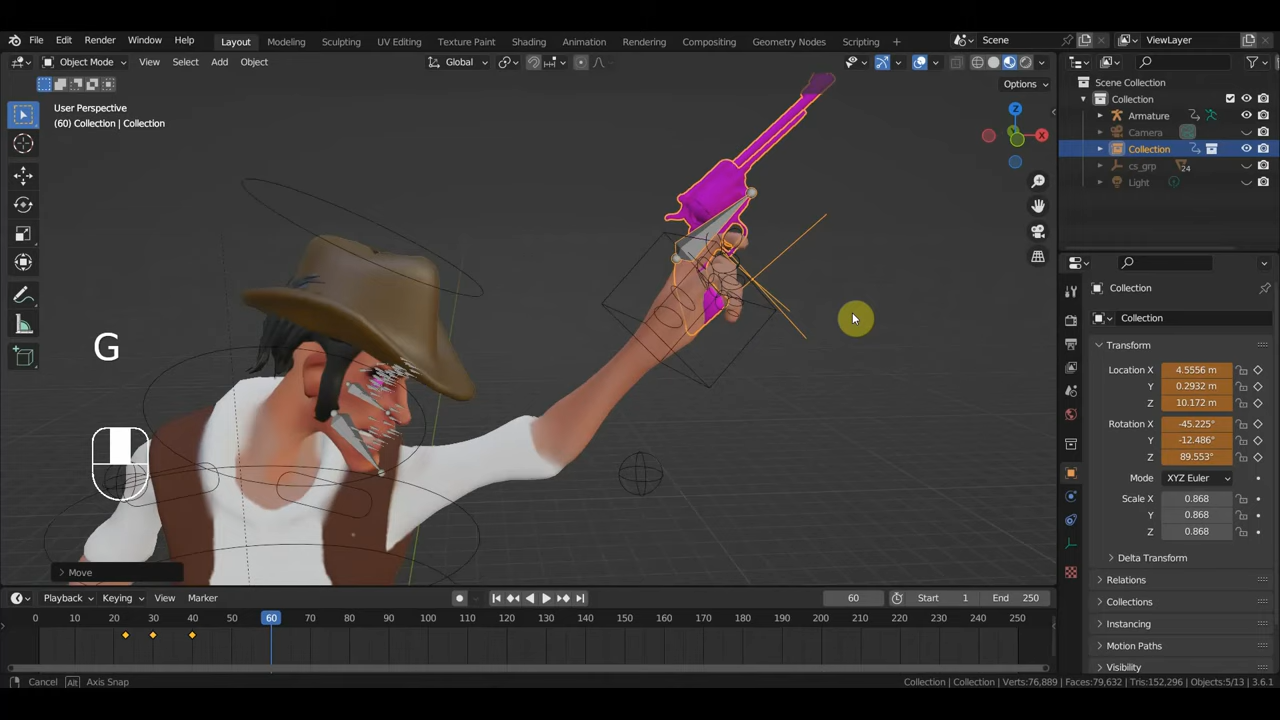 File Edit Render Window Help
Layout Modeling Sculpting UV Editing Texture Paint Shading Animation Rendering Compositing Geometry Nodes Scripting +
Scene
ViewLayer
Object Mode View Select Add Object
Global
Options
User Perspective
(60) Collection | Collection
Z
X
Y
G
> Move
Scene Collection
Collection
Armature
Camera
Collection
cs_grp
24
Light
Collection
Collection
Transform
Location X 4.5556 m
Y 0.2932 m
Z 10.172 m
Rotation X -45.225°
Y -12.486°
Z 89.553°
Mode XYZ Euler
Scale X 0.868
Y 0.868
Z 0.868
Delta Transform
Relations
Collections
Instancing
Motion Paths
Visibility
Playback Keying View Marker
60 Start 1 End 250
0 10 20 30 40 50 60 70 80 90 100 110 120 130 140 150 160 170 180 190 200 210 220 230 240 250
Cancel Alt Axis Snap
Collection | Collection Verts:76,889 | Faces:79,632 | Tris:152,296 | Objects:5/13 | 3.6.1